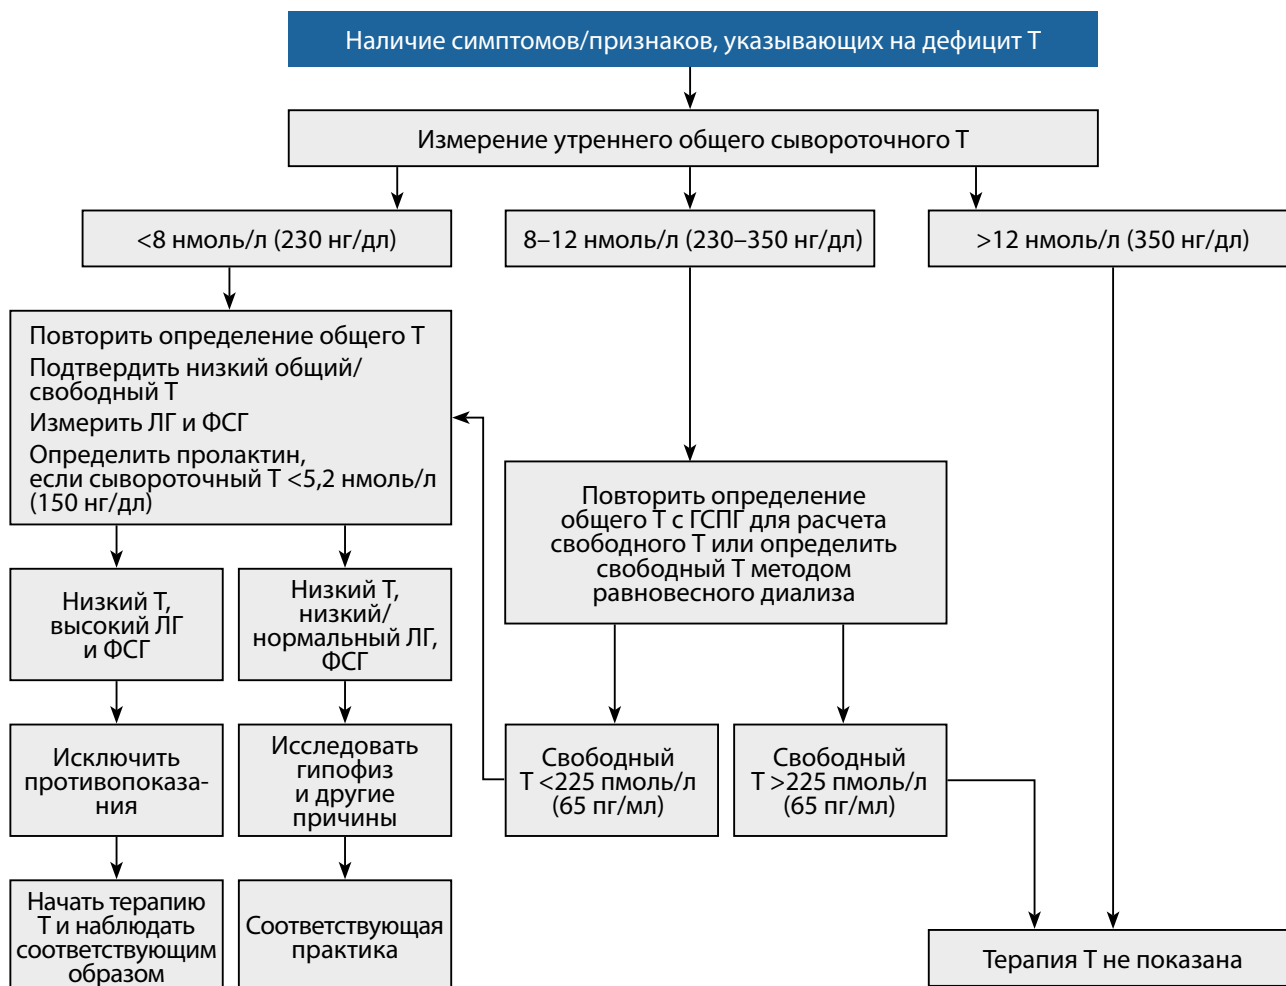 Наличие симптомов/признаков, указывающих на дефицит Т
Измерение утреннего общего сывороточного Т
<8 нмоль/л (230 нг/дл)
8–12 нмоль/л (230–350 нг/дл)
>12 нмоль/л (350 нг/дл)
Повторить определение общего Т
Подтвердить низкий общий/
свободный Т
Измерить ЛГ и ФСГ
Определить пролактин,
если сывороточный Т <5,2 нмоль/л
(150 нг/дл)
Повторить определение
общего Т с ГСПГ для расчета
свободного Т или определить
свободный Т методом
равновесного диализа
Низкий Т,
высокий ЛГ
и ФСГ
Низкий Т,
низкий/
нормальный ЛГ,
ФСГ
Исключить
противопоказа-
ния
Исследовать
гипофиз
и другие
причины
Свободный
Т <225 пмоль/л
(65 пг/мл)
Свободный
Т >225 пмоль/л
(65 пг/мл)
Начать терапию
Т и наблюдать
соответствующим
образом
Соответствующая
практика
Терапия Т не показана